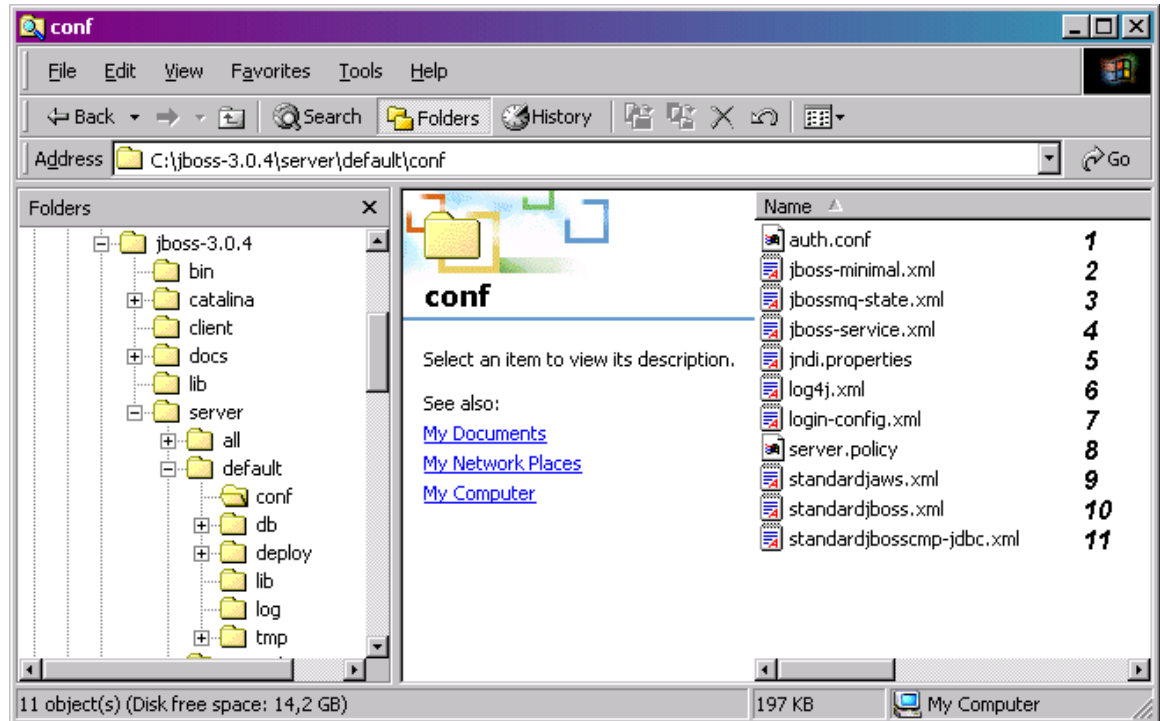 conf
File Edit View Favorites Tools Help
Back Search Folders History
Address C:\jboss-3.0.4\server\default\conf Go
Folders
jboss-3.0.4
bin
catalina
client
docs
lib
server
all
default
conf
db
deploy
lib
log
tmp
conf
Select an item to view its description.
See also:
My Documents
My Network Places
My Computer
Name
auth.conf 1
jboss-minimal.xml 2
jbossmq-state.xml 3
jboss-service.xml 4
jndi.properties 5
log4j.xml 6
login-config.xml 7
server.policy 8
standardjaws.xml 9
standardjboss.xml 10
standardjbosscmp-jdbc.xml 11
11 object(s) (Disk free space: 14,2 GB) 197 KB My Computer